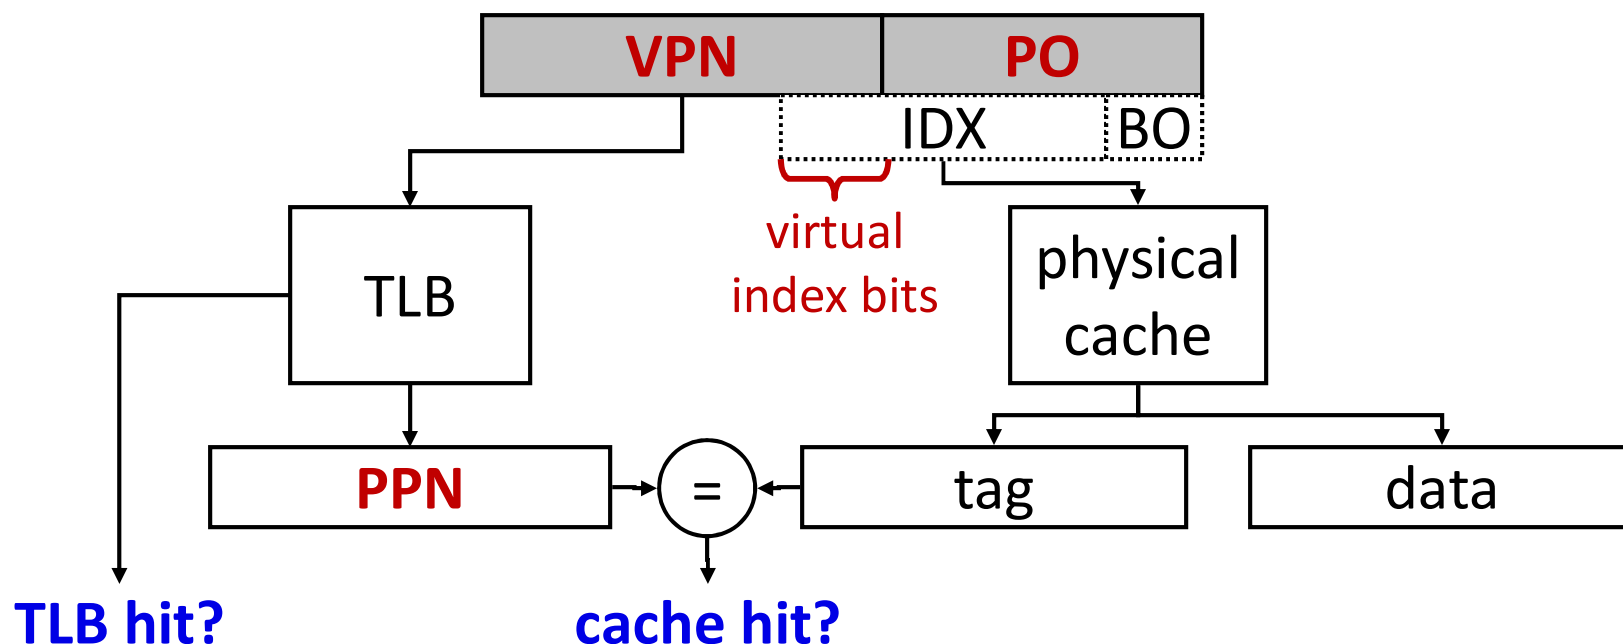 VPN PO
IDX BO
virtual
index bits
TLB
physical
cache
PPN = tag data
TLB hit? cache hit?